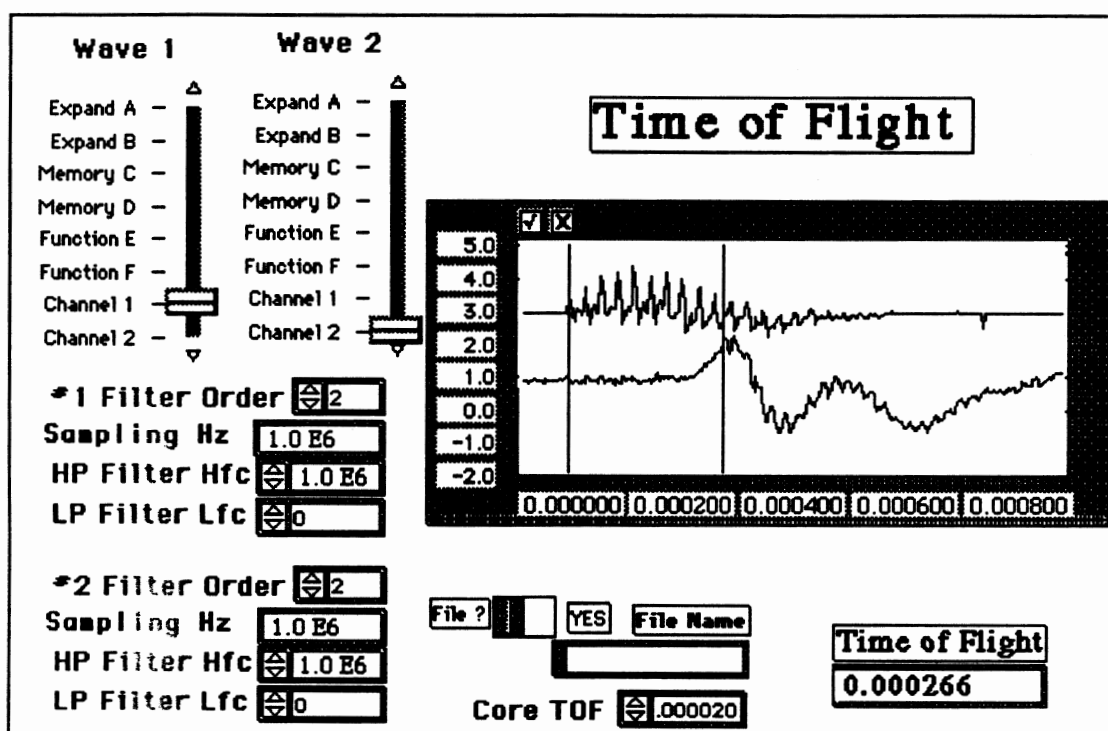 Wave 1
Expand A
Expand B
Memory C
Memory D
Function E
Function F
Channel 1
Channel 2
Wave 2
Expand A
Expand B
Memory C
Memory D
Function E
Function F
Channel 1
Channel 2
Time of Flight
5.0
4.0
3.0
2.0
1.0
0.0
-1.0
-2.0
0.000000 0.000200 0.000400 0.000600 0.000800
#1 Filter Order 2
Sampling Hz 1.0 E6
HP Filter Hfc 1.0 E6
LP Filter Lfc 0
#2 Filter Order 2
Sampling Hz 1.0 E6
HP Filter Hfc 1.0 E6
LP Filter Lfc 0
File ? YES File Name
Core TOF .000020
Time of Flight
0.000266